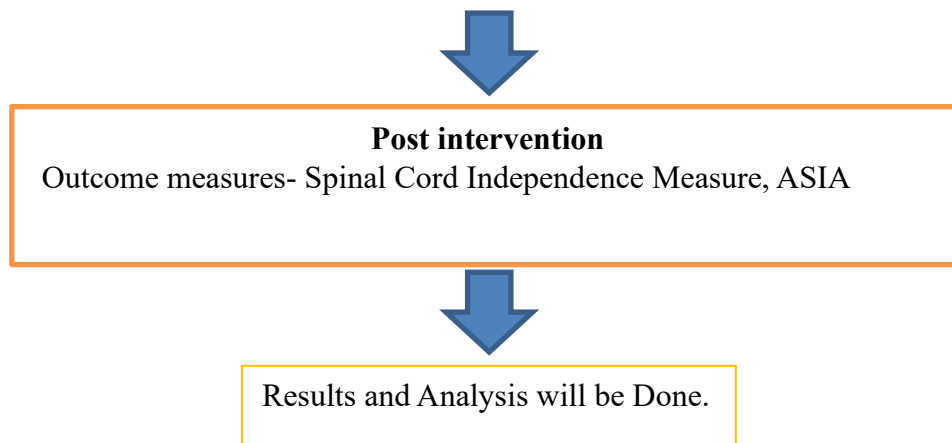 Post intervention
Outcome measures- Spinal Cord Independence Measure, ASIA
Results and Analysis will be Done.